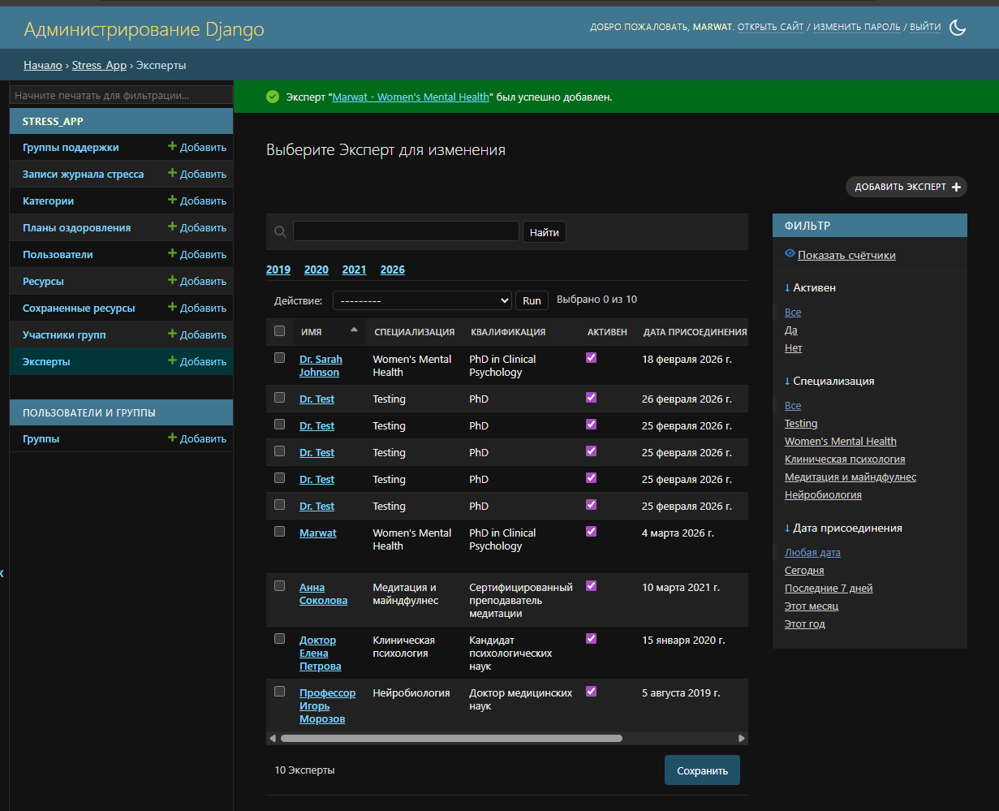 Администрирование Django
ДОБРО ПОЖАЛОВАТЬ, MARWAT. ОТКРЫТЬ САЙТ / ИЗМЕНИТЬ ПАРОЛЬ / ВЫЙТИ
Начало › Stress_App › Эксперты
Начните печатать для фильтрации...
STRESS_APP
Группы поддержки + Добавить
Записи журнала стресса + Добавить
Категории + Добавить
Планы оздоровления + Добавить
Пользователи + Добавить
Ресурсы + Добавить
Сохраненные ресурсы + Добавить
Участники групп + Добавить
Эксперты + Добавить
ПОЛЬЗОВАТЕЛИ И ГРУППЫ
Группы + Добавить
Эксперт "Marwat - Women's Mental Health" был успешно добавлен.
Выберите Эксперт для изменения
ДОБАВИТЬ ЭКСПЕРТ +
Найти
2019 2020 2021 2026
Действие: --------- Run Выбрано 0 из 10
ИМЯ СПЕЦИАЛИЗАЦИЯ КВАЛИФИКАЦИЯ АКТИВЕН ДАТА ПРИСОЕДИНЕНИЯ
Dr. Sarah Women's Mental PhD in Clinical 18 февраля 2026 г.
Johnson Health Psychology
Dr. Test Testing PhD 26 февраля 2026 г.
Dr. Test Testing PhD 25 февраля 2026 г.
Dr. Test Testing PhD 25 февраля 2026 г.
Dr. Test Testing PhD 25 февраля 2026 г.
Dr. Test Testing PhD 25 февраля 2026 г.
Marwat Women's Mental PhD in Clinical 4 марта 2026 г.
Health Psychology
Анна Медитация и Сертифицированный 10 марта 2021 г.
Соколова майндфулнес преподаватель
медитации
Доктор Клиническая Кандидат 15 января 2020 г.
Елена психология психологических
Петрова наук
Профессор Нейробиология Доктор медицинских 5 августа 2019 г.
Игорь наук
Морозов
10 Эксперты
Сохранить
ФИЛЬТР
Показать счётчики
↓ Активен
Все
Да
Нет
↓ Специализация
Все
Testing
Women's Mental Health
Клиническая психология
Медитация и майндфулнес
Нейробиология
↓ Дата присоединения
Любая дата
Сегодня
Последние 7 дней
Этот месяц
Этот год